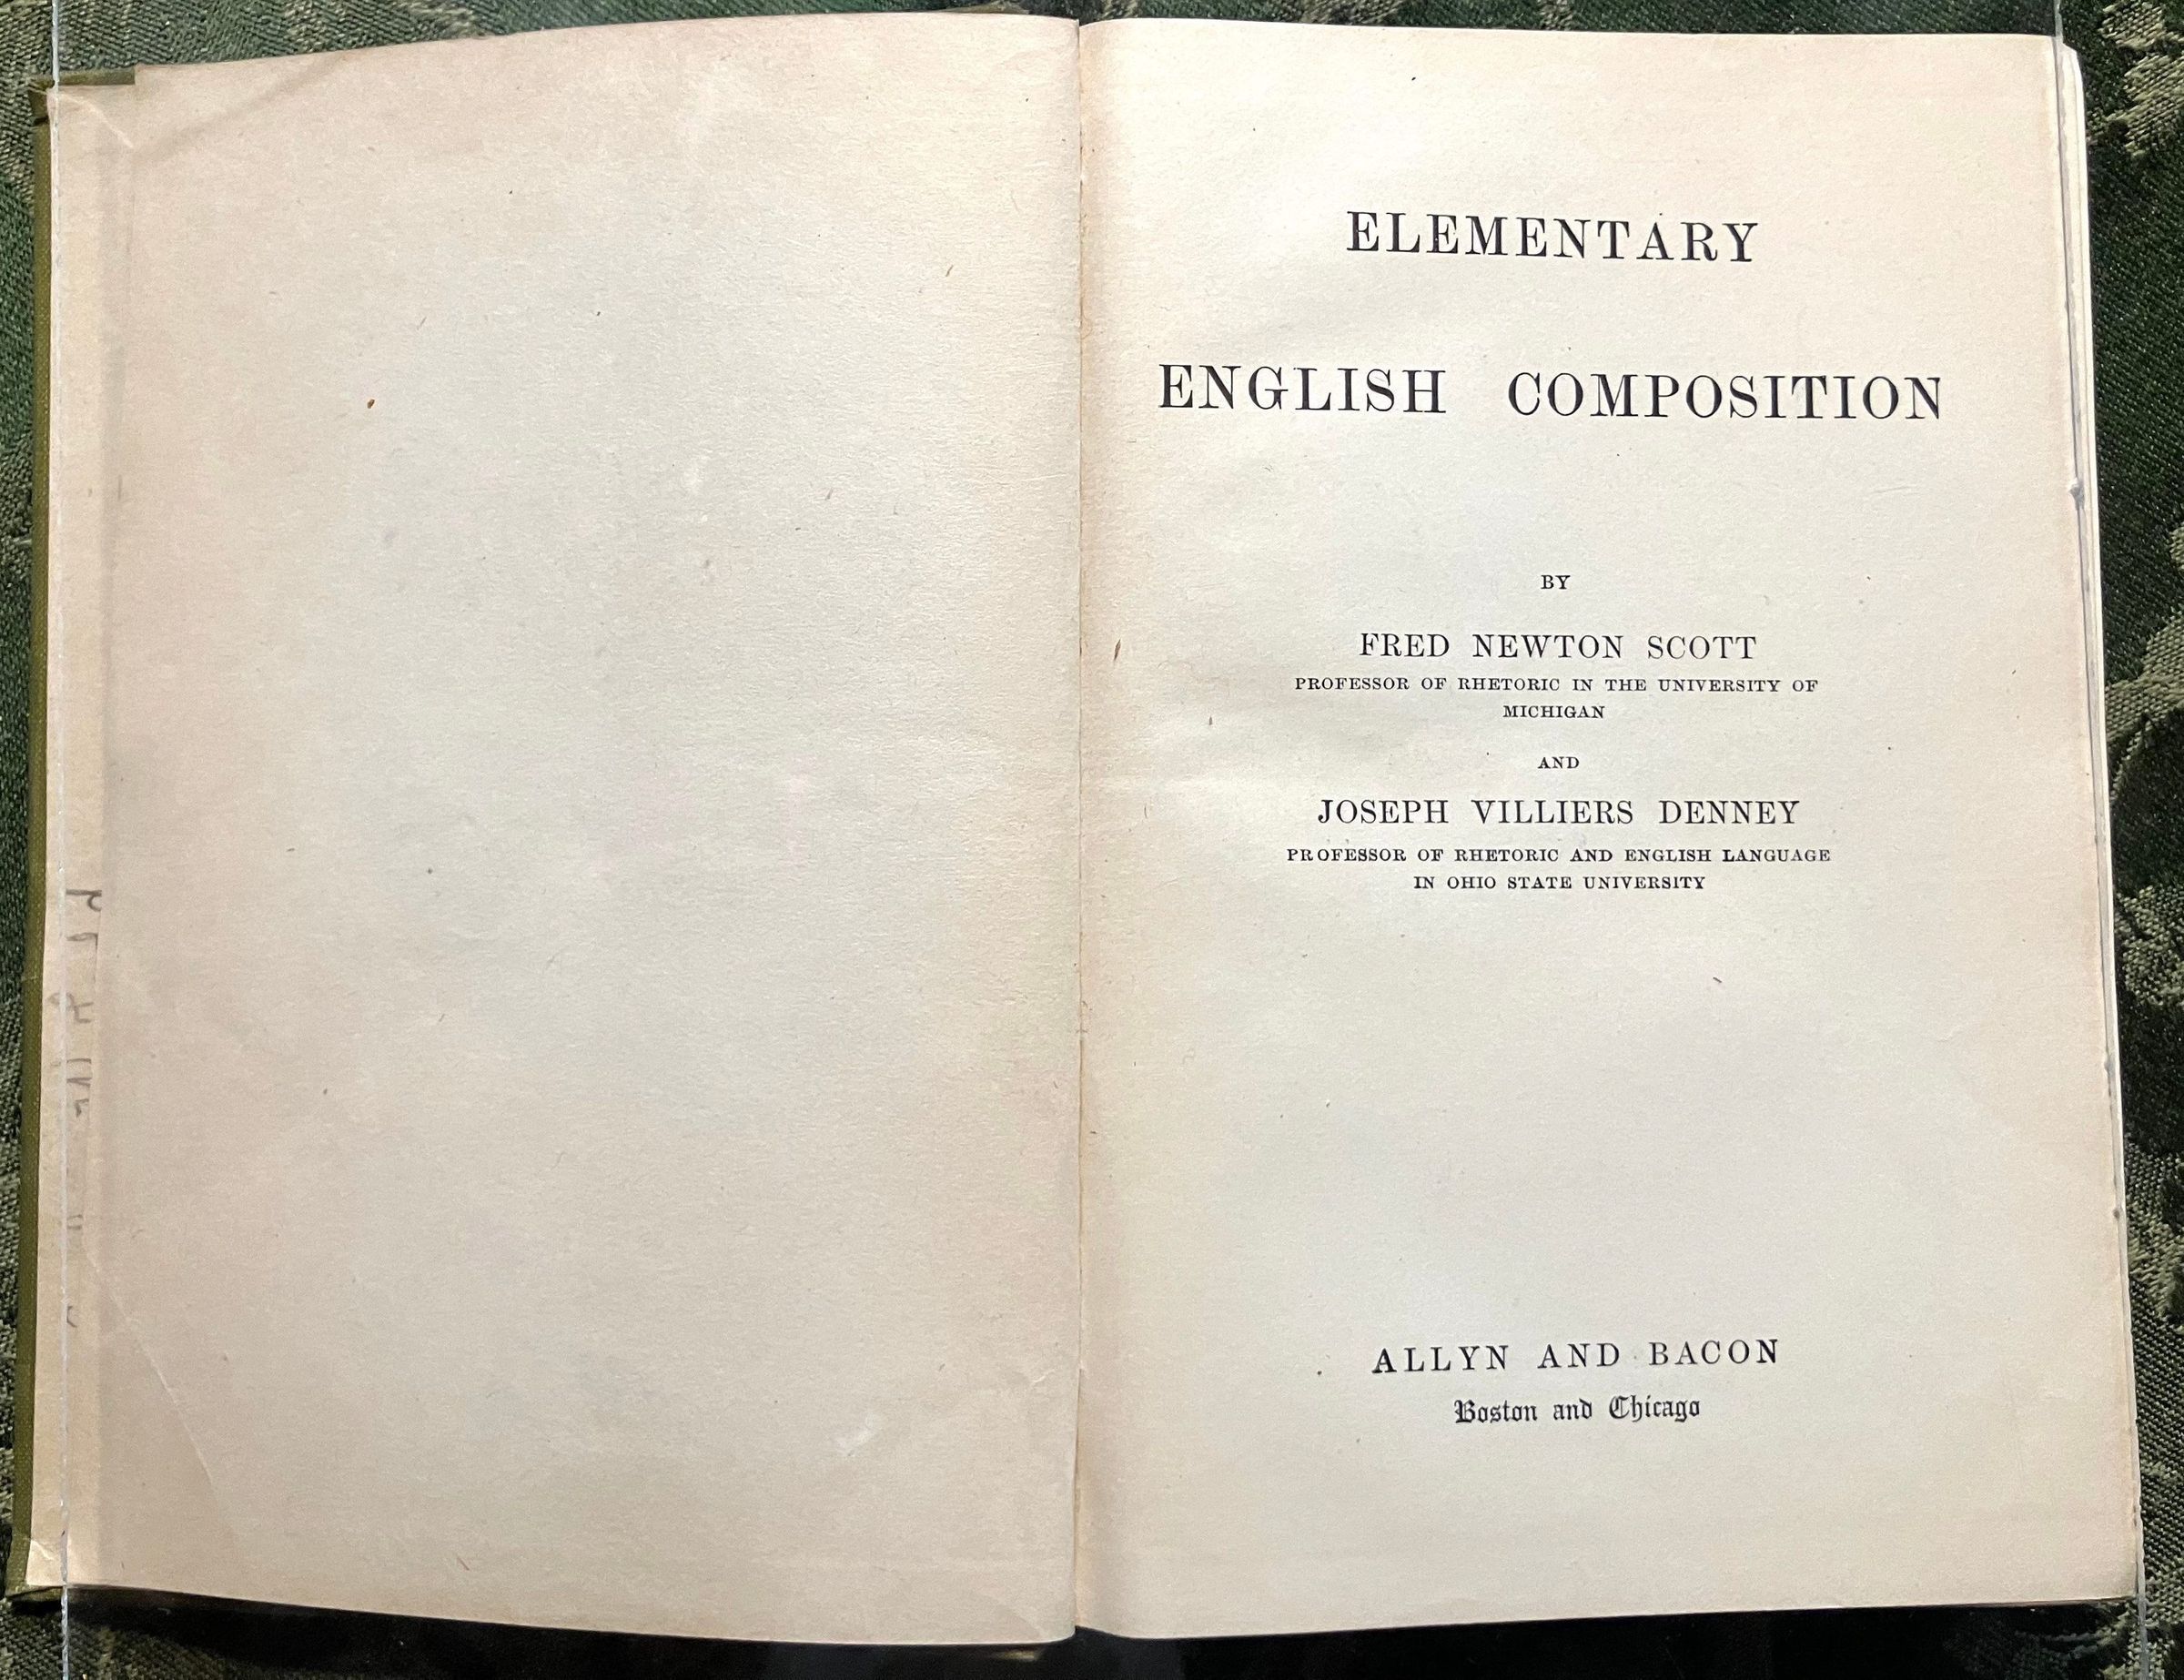 ELEMENTARY
ENGLISH COMPOSITION
BY
FRED NEWTON SCOTT
PROFESSOR OF RHETORIC IN THE UNIVERSITY OF
MICHIGAN
AND
JOSEPH VILLIERS DENNEY
PROFESSOR OF RHETORIC AND ENGLISH LANGUAGE
IN OHIO STATE UNIVERSITY
ALLYN AND BACON
Boston and Chicago